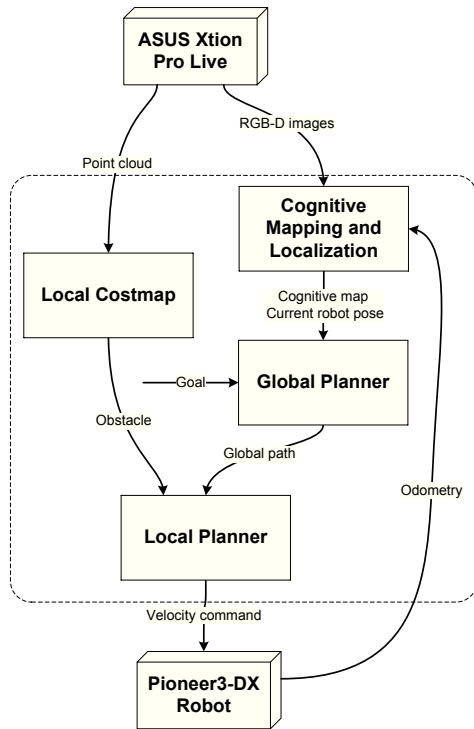 ASUS Xtion
Pro Live
RGB-D images
Point cloud
Cognitive
Mapping and
Localization
Local Costmap
Cognitive map
Current robot pose
Goal
Global Planner
Obstacle
Global path
Odometry
Local Planner
Velocity command
Pioneer3-DX
Robot